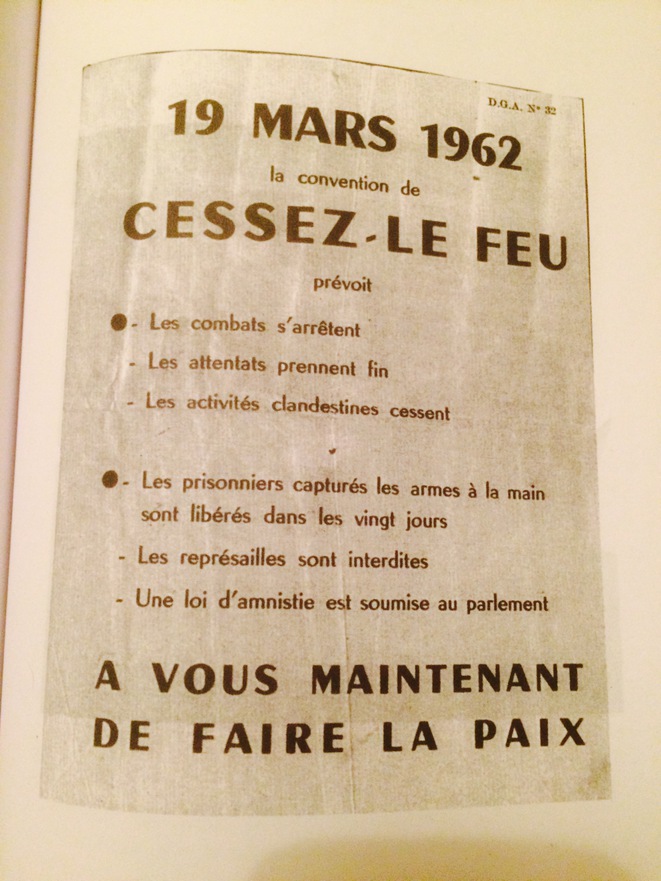 D.G.A. N° 32
19 MARS 1962
la convention de
CESSEZ-LE FEU
prévoit
●- Les combats s'arrêtent
- Les attentats prennent fin
- Les activités clandestines cessent
●- Les prisonniers capturés les armes à la main
sont libérés dans les vingt jours
- Les représailles sont interdites
- Une loi d'amnistie est soumise au parlement
A VOUS MAINTENANT
DE FAIRE LA PAIX